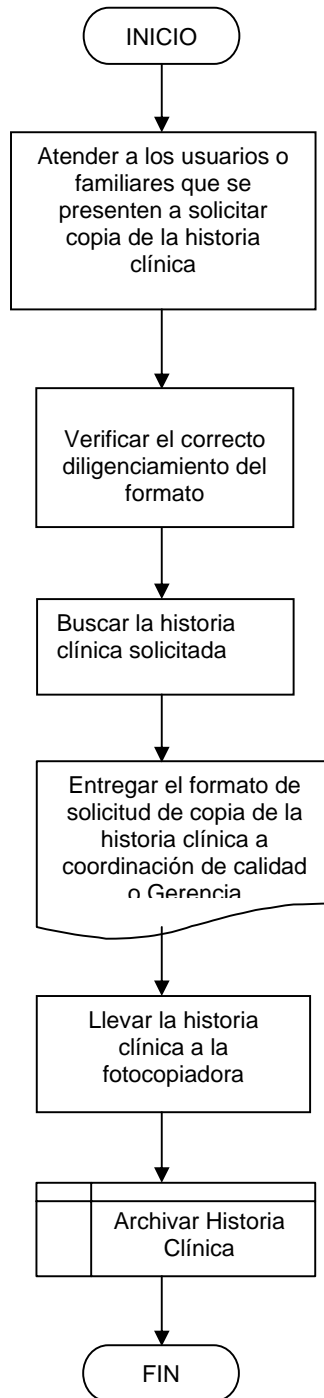 INICIO
Atender a los usuarios o
familiares que se
presenten a solicitar
copia de la historia
clínica
Verificar el correcto
diligenciamiento del
formato
Buscar la historia
clínica solicitada
Entregar el formato de
solicitud de copia de la
historia clínica a
coordinación de calidad
o Gerencia
Llevar la historia
clínica a la
fotocopiadora
Archivar Historia
Clínica
FIN